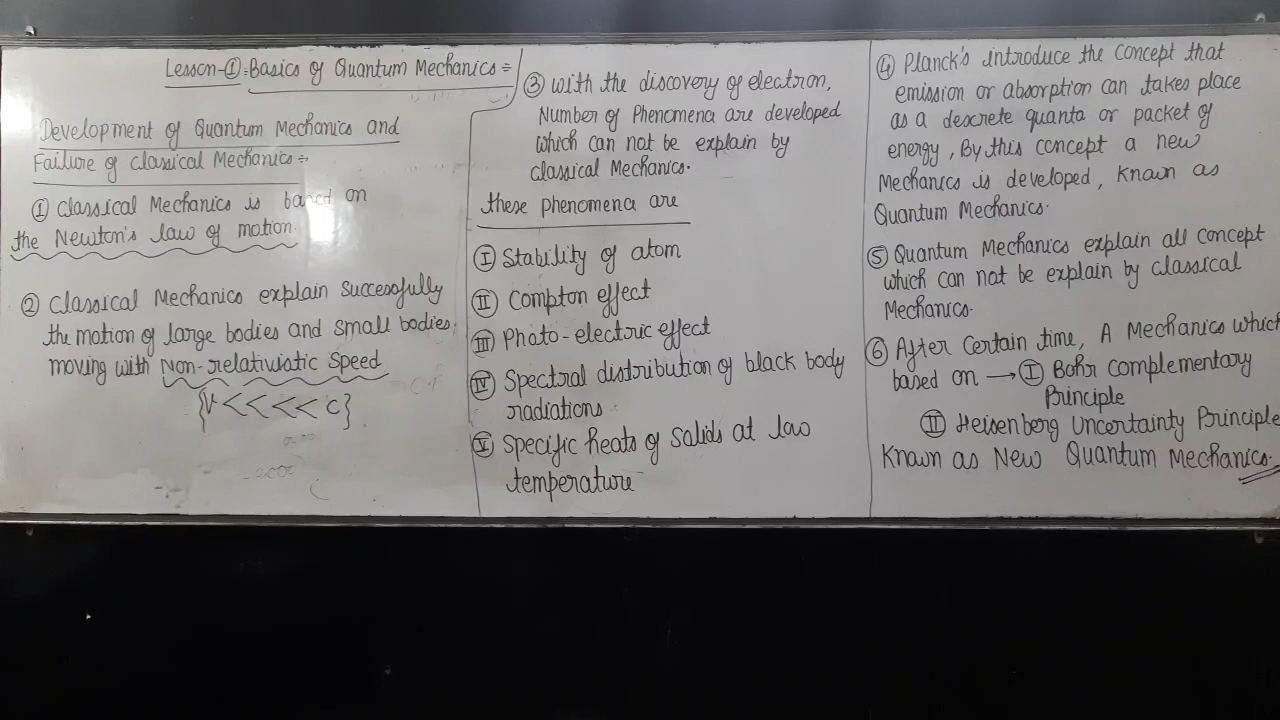 Lesson-① :Basics of Quantum Mechanics :-
Development of Quantum Mechanics and
Failure of Classical Mechanics :-
① Classical Mechanics is based on
the Newton's law of motion.
② Classical Mechanics explain Successfully
the motion of large bodies and small bodies,
moving with Non-relativiatic Speed
{V<<<<c}
③ with the discovery of electron,
Number of Phenomena are developed
which can not be explain by
Classical Mechanics.
these phenomena are
Ⓘ Stability of atom
Ⅱ Compton effect
Ⅲ Photo-electric effect
Ⅳ Spectral distribution of black body
radiations
Ⅴ Specific heats of Solids at low
temperature
④ Planck's introduce the concept that
emission or absorption can takes place
as a descrete quanta or packet of
energy, By this concept a new
Mechanics is developed, Known as
Quantum Mechanics.
⑤ Quantum Mechanics explain all concept
which can not be explain by Classical
Mechanics.
⑥ After Certain time, A Mechanics which
based on → Ⓘ Bohr Complementary
Principle
Ⅱ Heisenberg Uncertainty Principle
Known as New Quantum Mechanics.